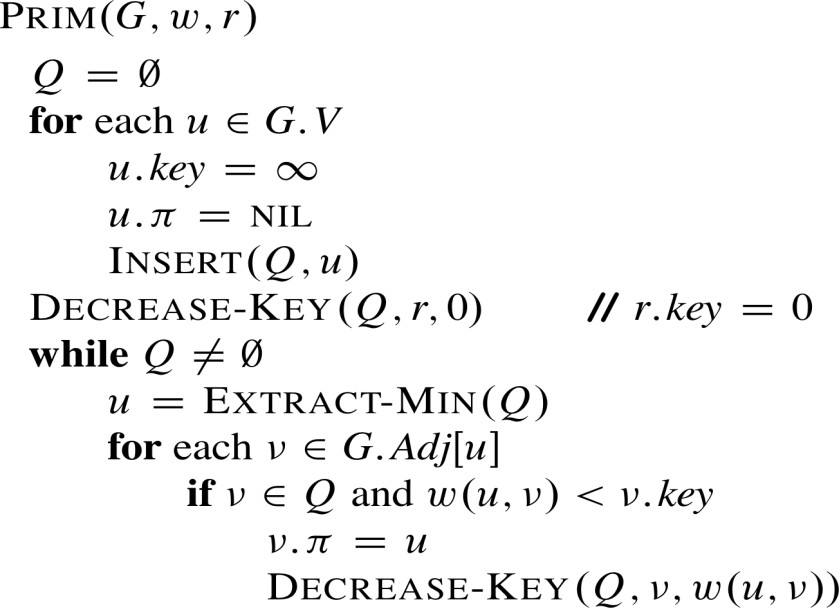 PRIM(G, w, r)
Q = ∅
for each u ∈ G.V
u.key = ∞
u.π = NIL
INSERT(Q, u)
DECREASE-KEY(Q, r, 0) // r.key = 0
while Q ≠ ∅
u = EXTRACT-MIN(Q)
for each ν ∈ G.Adj[u]
if ν ∈ Q and w(u, ν) < ν.key
ν.π = u
DECREASE-KEY(Q, ν, w(u, ν))